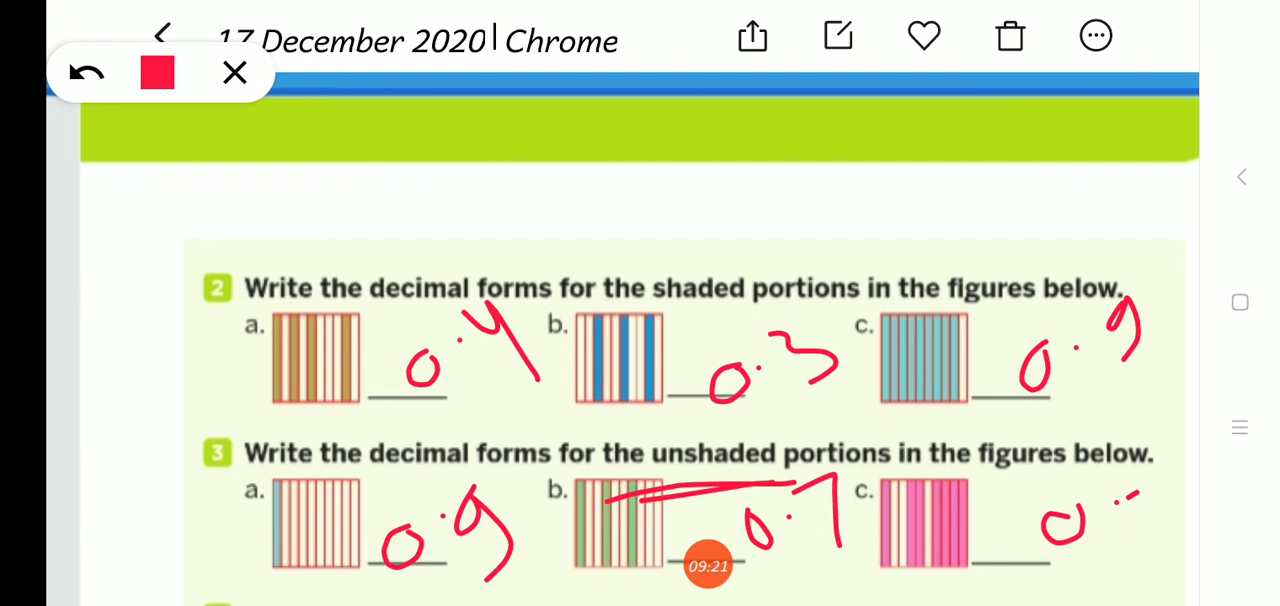 17 December 2020 | Chrome
2 Write the decimal forms for the shaded portions in the figures below.
a. 0.4 b. 0.3 c. 0.9
3 Write the decimal forms for the unshaded portions in the figures below.
a. 0.9 b. 0.7 c. 0.
09:21